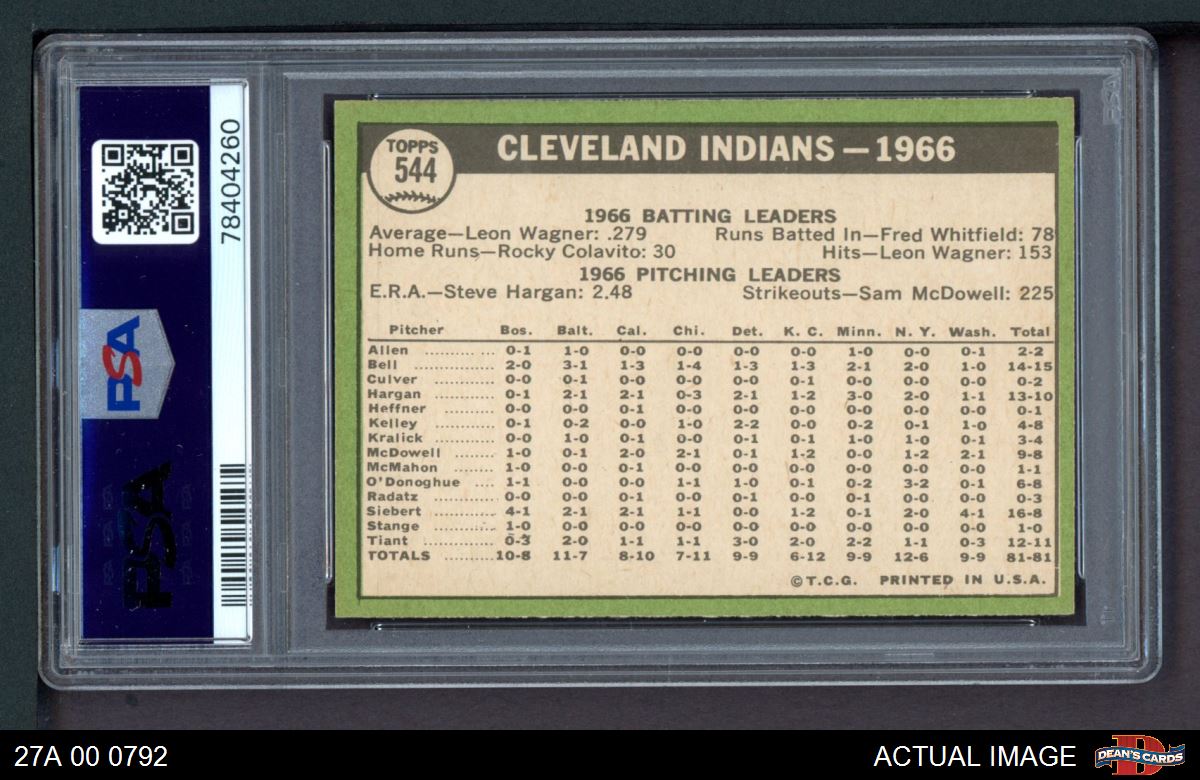 78404260
PSA
PSA
TOPPS
544
CLEVELAND INDIANS — 1966
1966 BATTING LEADERS
Average—Leon Wagner: .279 Runs Batted In—Fred Whitfield: 78
Home Runs—Rocky Colavito: 30 Hits—Leon Wagner: 153
1966 PITCHING LEADERS
E.R.A.—Steve Hargan: 2.48 Strikeouts—Sam McDowell: 225
Pitcher Bos. Balt. Cal. Chi. Det. K. C. Minn. N. Y. Wash. Total
Allen 0-1 1-0 0-0 0-0 0-0 0-0 1-0 0-0 0-1 2-2
Bell 2-0 3-1 1-3 1-4 1-3 1-3 2-1 2-0 1-0 14-15
Culver 0-0 0-1 0-0 0-0 0-0 0-1 0-0 0-0 0-0 0-2
Hargan 0-1 2-1 2-1 0-3 2-1 1-2 3-0 2-0 1-1 13-10
Heffner 0-0 0-0 0-1 0-0 0-0 0-0 0-0 0-0 0-0 0-1
Kelley 0-1 0-2 0-0 1-0 2-2 0-0 0-2 0-1 1-0 4-8
Kralick 0-0 1-0 0-1 0-0 0-1 0-1 1-0 1-0 0-1 3-4
McDowell 1-0 0-1 2-0 2-1 0-1 1-2 0-0 1-2 2-1 9-8
McMahon 1-0 0-0 0-1 0-0 0-0 0-0 0-0 0-0 0-0 1-1
O'Donoghue 1-1 0-0 0-0 1-1 1-0 0-1 0-2 3-2 0-1 6-8
Radatz 0-0 0-0 0-1 0-0 0-1 0-0 0-1 0-0 0-0 0-3
Siebert 4-1 2-1 2-1 1-1 0-0 1-2 0-1 2-0 4-1 16-8
Stange 1-0 0-0 0-0 0-0 0-0 0-0 0-0 0-0 0-0 1-0
Tiant 0-3 2-0 1-1 1-1 3-0 2-0 2-2 1-1 0-3 12-11
TOTALS 10-8 11-7 8-10 7-11 9-9 6-12 9-9 12-6 9-9 81-81
©T.C.G. PRINTED IN U.S.A.
27A 00 0792
ACTUAL IMAGE
DEAN'S CARDS